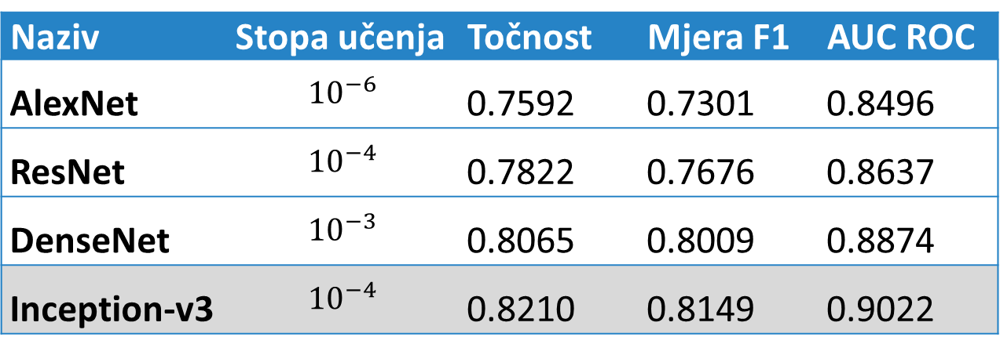 Naziv Stopa učenja Točnost Mjera F1 AUC ROC
AlexNet 10⁻⁶ 0.7592 0.7301 0.8496
ResNet 10⁻⁴ 0.7822 0.7676 0.8637
DenseNet 10⁻³ 0.8065 0.8009 0.8874
Inception-v3 10⁻⁴ 0.8210 0.8149 0.9022